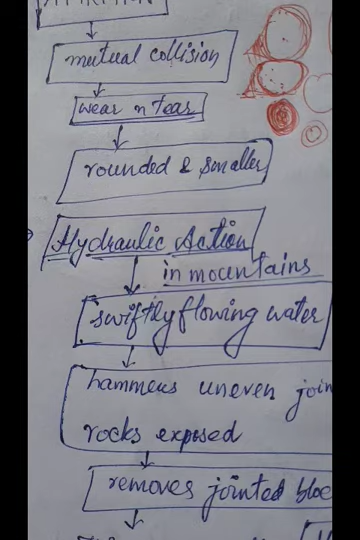 mutual collision
wear n tear
rounded & smaller
Hydraulic Action
in mountains
swiftly flowing water
hammers uneven join
rocks exposed
removes jointed bloc